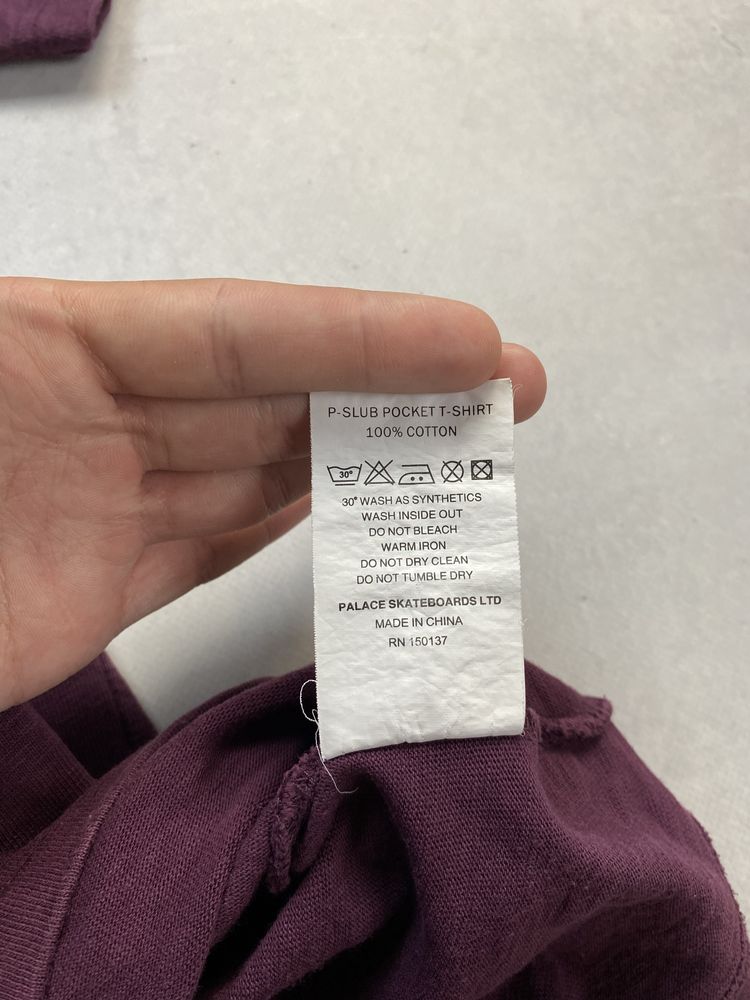 P-SLUB POCKET T-SHIRT
100% COTTON
30°
30° WASH AS SYNTHETICS
WASH INSIDE OUT
DO NOT BLEACH
WARM IRON
DO NOT DRY CLEAN
DO NOT TUMBLE DRY
PALACE SKATEBOARDS LTD
MADE IN CHINA
RN 150137